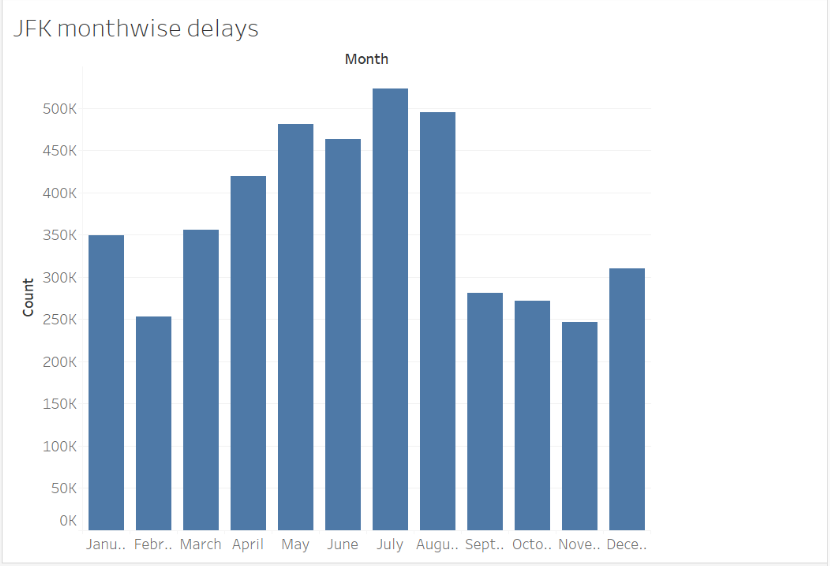 JFK monthwise delays
Month
500K
450K
400K
350K
300K
250K
200K
150K
100K
50K
0K
Count
Janu.. Febr.. March April May June July Augu.. Sept.. Octo.. Nove.. Dece..